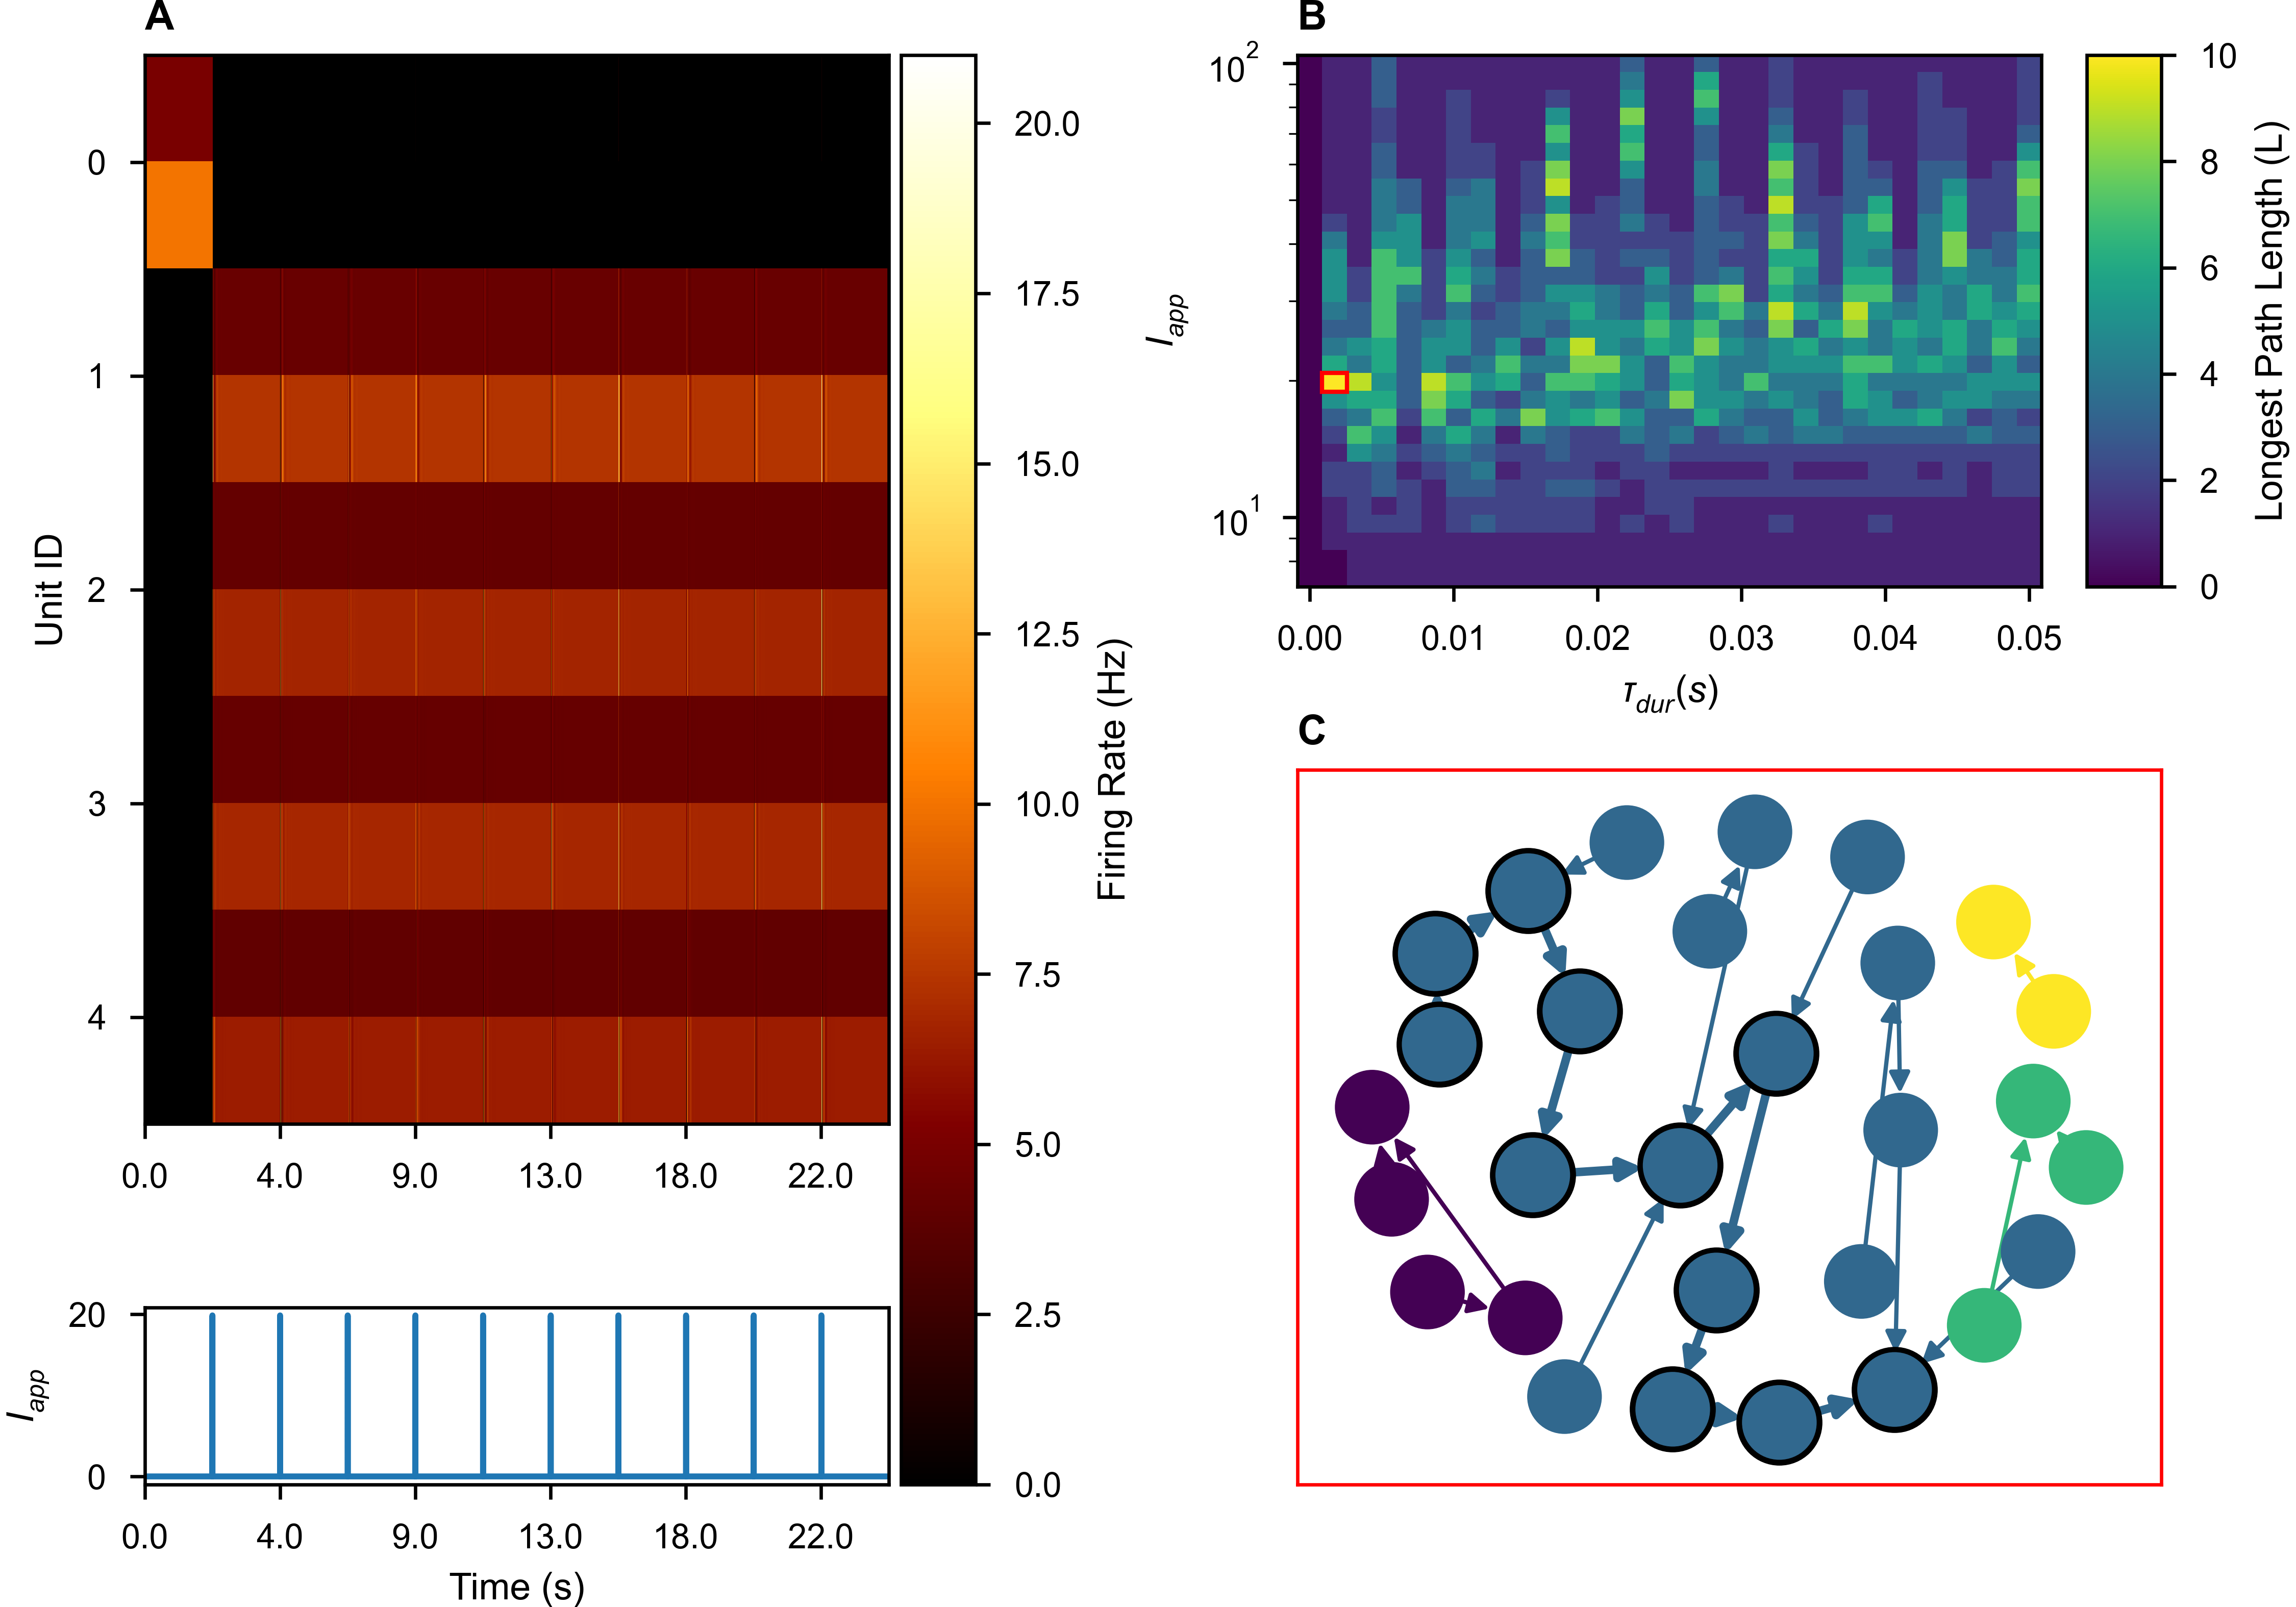 A
0
1
2
3
4
Unit ID
0.0 4.0 9.0 13.0 18.0 22.0
20.0
17.5
15.0
12.5
10.0
7.5
5.0
2.5
0.0
Firing Rate (Hz)
20
0
I_app
0.0 4.0 9.0 13.0 18.0 22.0
Time (s)
B
10^2
10^1
I_app
0.00 0.01 0.02 0.03 0.04 0.05
τ_dur(s)
10
8
6
4
2
0
Longest Path Length (L)
C